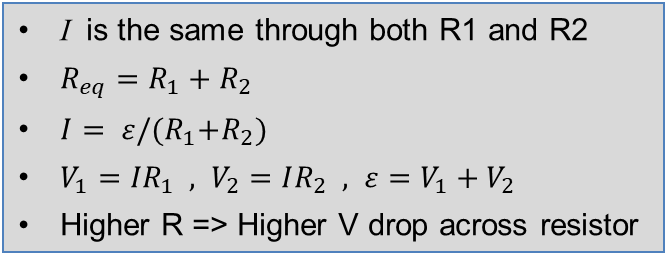 • I is the same through both R1 and R2
• R_eq = R_1 + R_2
• I = ε/(R_1+R_2)
• V_1 = IR_1 , V_2 = IR_2 , ε = V_1 + V_2
• Higher R => Higher V drop across resistor